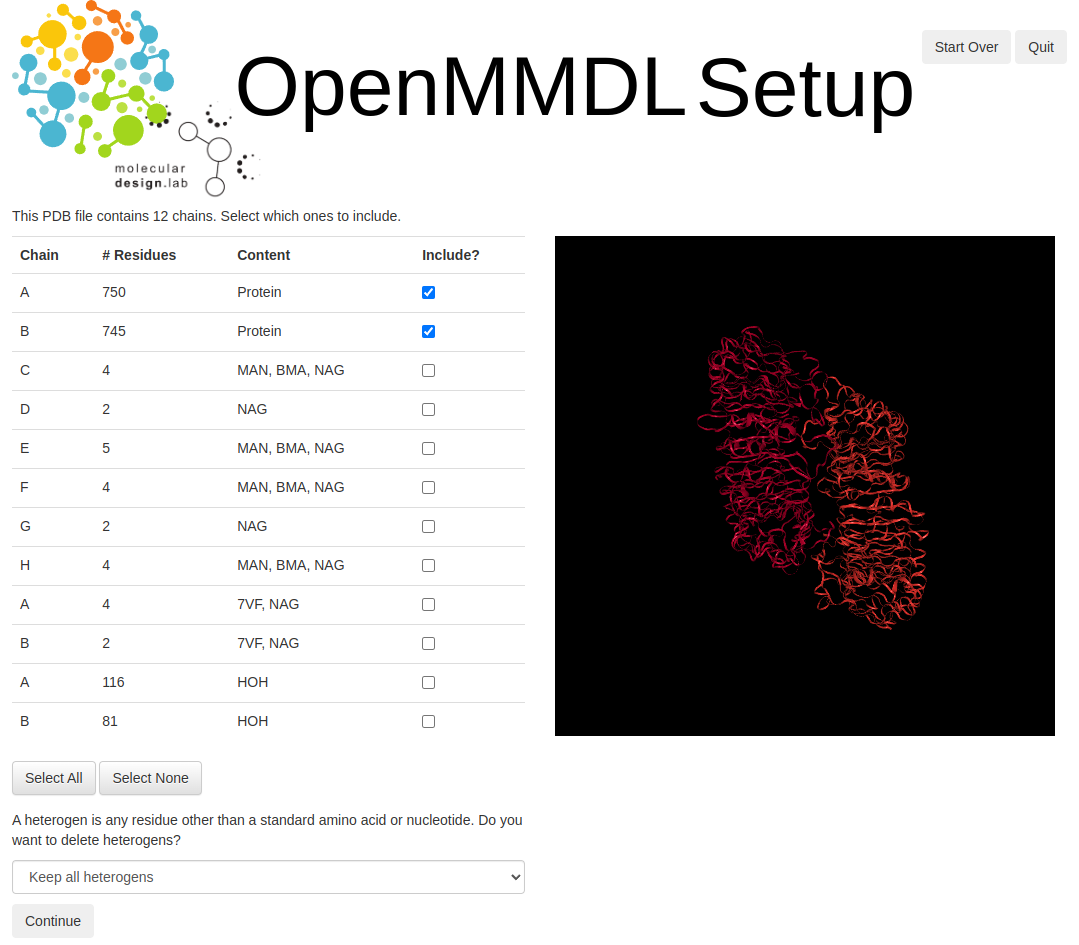 OpenMMDL Setup
Start Over Quit
molecular
design.lab
This PDB file contains 12 chains. Select which ones to include.
Chain # Residues Content Include?
A 750 Protein
B 745 Protein
C 4 MAN, BMA, NAG
D 2 NAG
E 5 MAN, BMA, NAG
F 4 MAN, BMA, NAG
G 2 NAG
H 4 MAN, BMA, NAG
A 4 7VF, NAG
B 2 7VF, NAG
A 116 HOH
B 81 HOH
Select All Select None
A heterogen is any residue other than a standard amino acid or nucleotide. Do you
want to delete heterogens?
Keep all heterogens
Continue